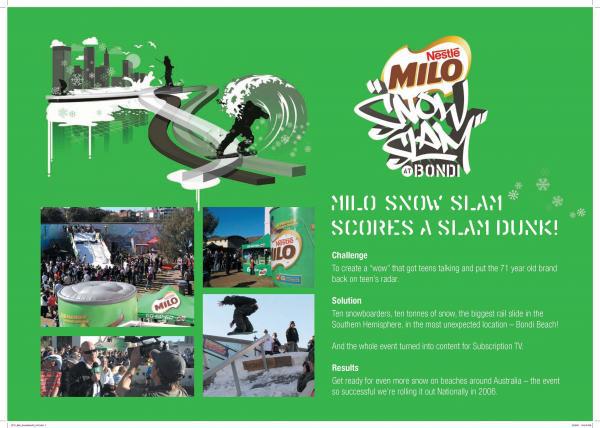 Nestlé
MILO
"SNOW
SLAM"
AT BONDI
MILO SNOW SLAM
SCORES A SLAM DUNK!
Challenge
To create a "wow" that got teens talking and put the 71 year old brand
back on teen's radar.
Solution
Ten snowboarders, ten tonnes of snow, the biggest rail slide in the
Southern Hemisphere, in the most unexpected location – Bondi Beach!
And the whole event turned into content for Subscription TV.
Results
Get ready for even more snow on beaches around Australia – the event
so successful we're rolling it out Nationally in 2006.
MILO
Nestlé
MILO
MILO